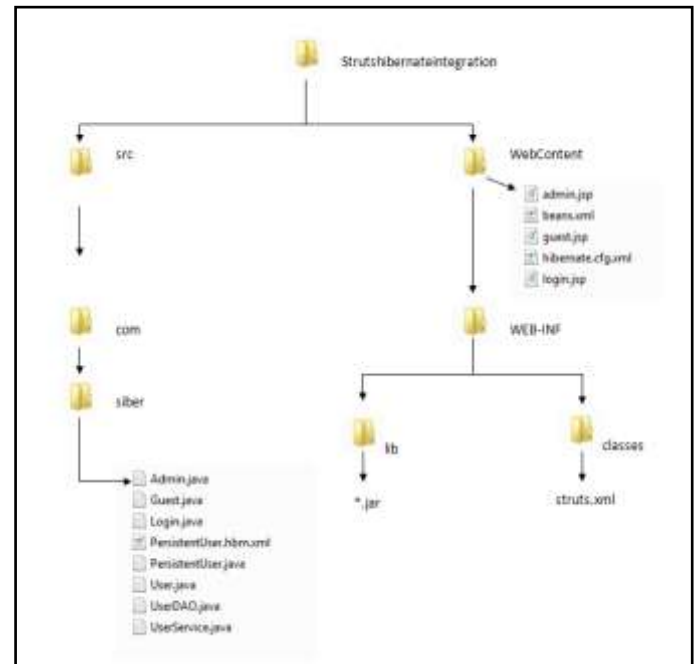 Strutshibernateintegration
src
WebContent
admin.jsp
beans.xml
guest.jsp
hibernate.cfg.xml
login.jsp
com
WEB-INF
siber
lib
classes
*.jar
struts.xml
Admin.java
Guest.java
Login.java
PersistentUser.hbm.xml
PersistentUser.java
User.java
UserDAO.java
UserService.java